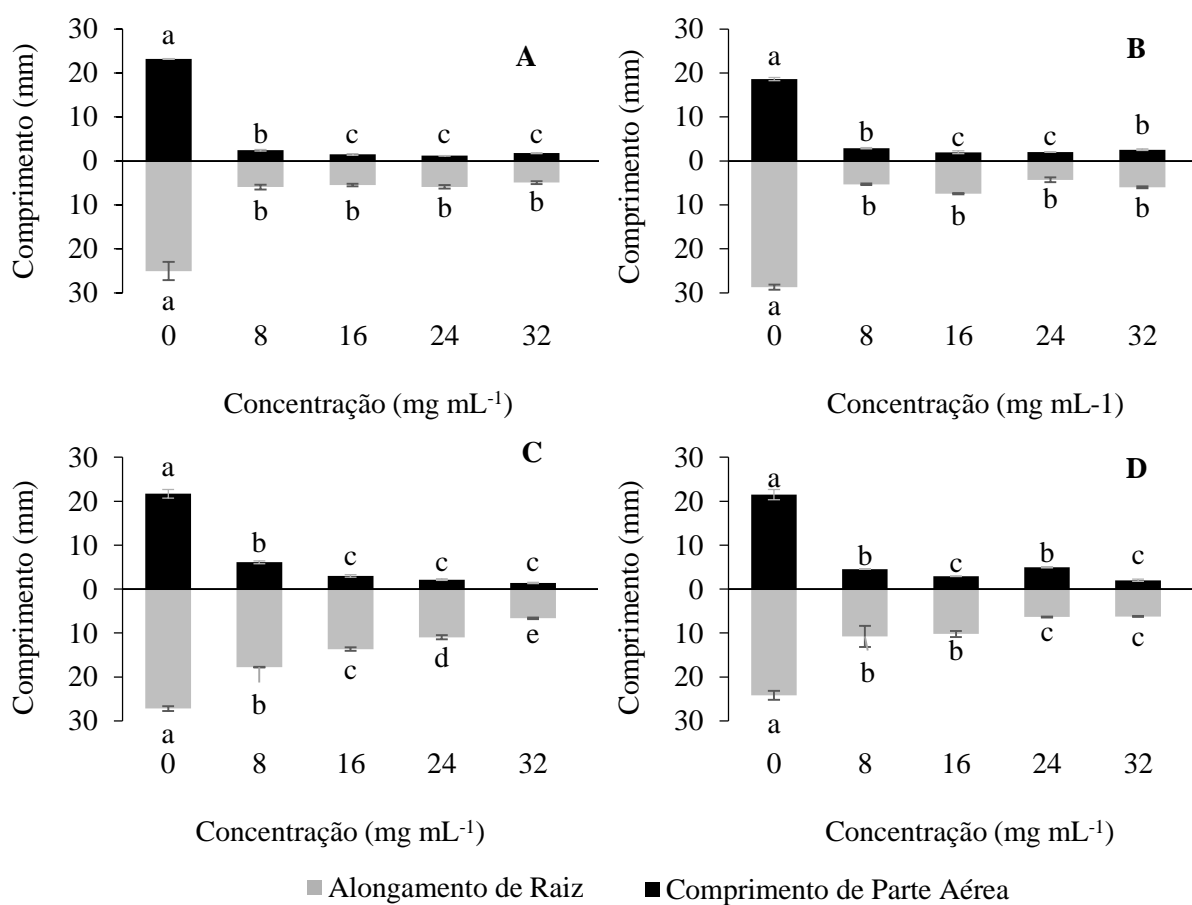 A
Comprimento (mm)
30
20
10
0
10
20
30
a b c c c
b b b b
a
0 8 16 24 32
Concentração (mg mL-1)
B
Comprimento (mm)
30
20
10
0
10
20
30
a b c c b
b b b b
a
0 8 16 24 32
Concentração (mg mL-1)
C
Comprimento (mm)
30
20
10
0
10
20
30
a b c c c
a b c d e
0 8 16 24 32
Concentração (mg mL-1)
D
Comprimento (mm)
30
20
10
0
10
20
30
a b c b c
a b b c c
0 8 16 24 32
Concentração (mg mL-1)
Alongamento de Raiz
Comprimento de Parte Aérea